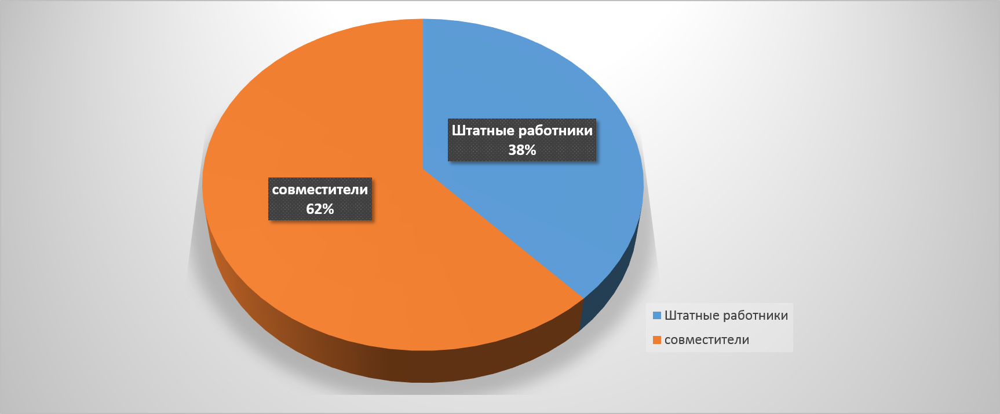 Штатные работники
38%
совместители
62%
Штатные работники
совместители